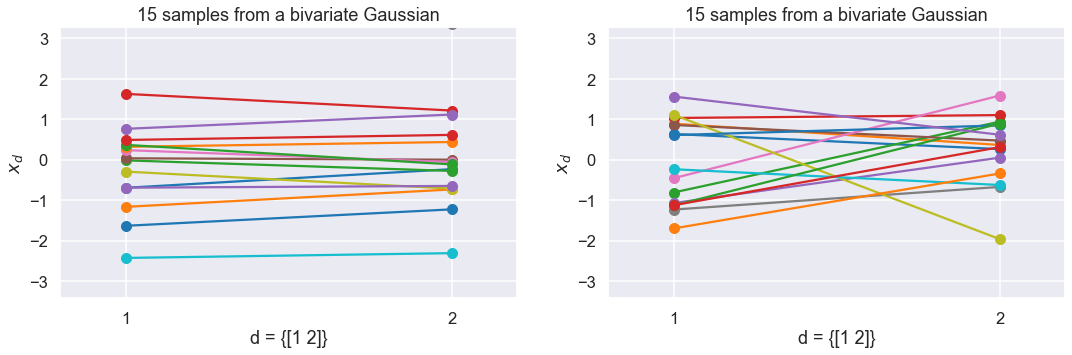 15 samples from a bivariate Gaussian
3
2
1
0
−1
−2
−3
x_d
1 2
d = {[1 2]}
15 samples from a bivariate Gaussian
3
2
1
0
−1
−2
−3
x_d
1 2
d = {[1 2]}